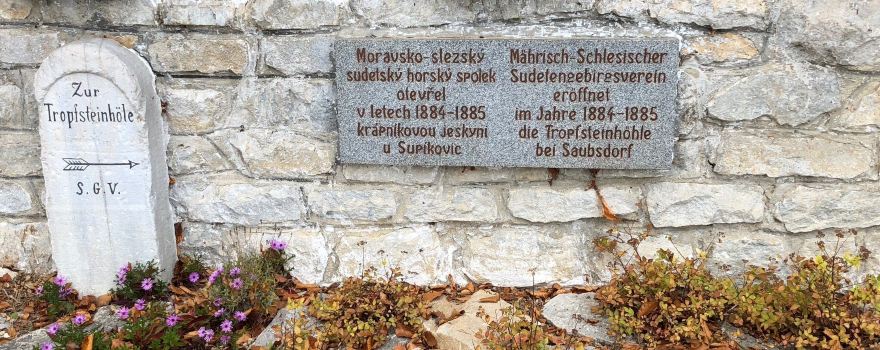 Zur
Tropfsteinhöle
S.G.V.
Moravsko-slezský
sudetský horský spolek
otevřel
v letech 1884-1885
krápníkovou jeskyni
u Supíkovic
Mährisch-Schlesischer
Sudetengebirgsverein
eröffnet
im Jahre 1884-1885
die Tropfsteinhöhle
bei Saubsdorf